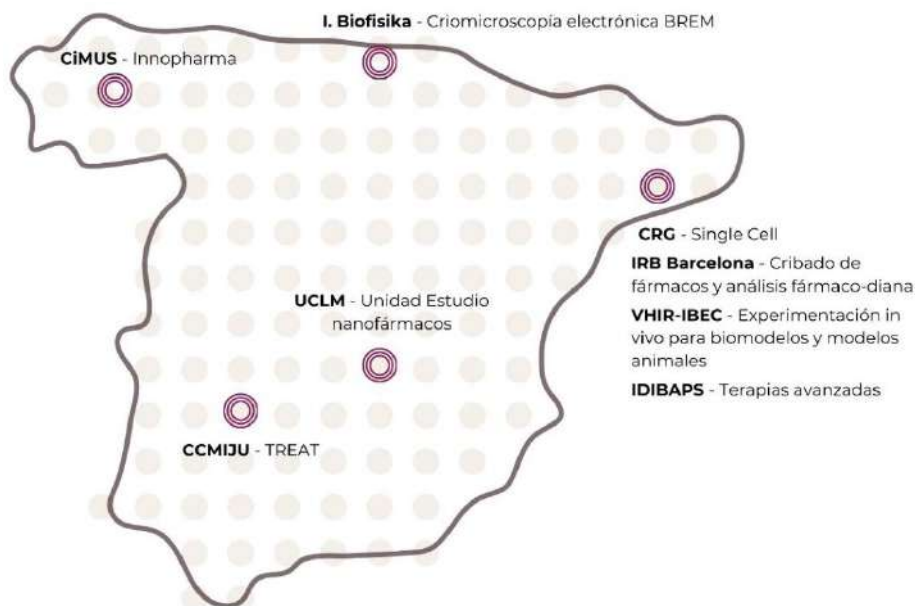 I. Biofisika - Criomicroscopía electrónica BREM
CiMUS - Innopharma
CRG - Single Cell
IRB Barcelona - Cribado de
fármacos y análisis fármaco-diana
VHIR-IBEC - Experimentación in
vivo para biomodelos y modelos
animales
IDIBAPS - Terapias avanzadas
UCLM - Unidad Estudio
nanofármacos
CCMIJU - TREAT